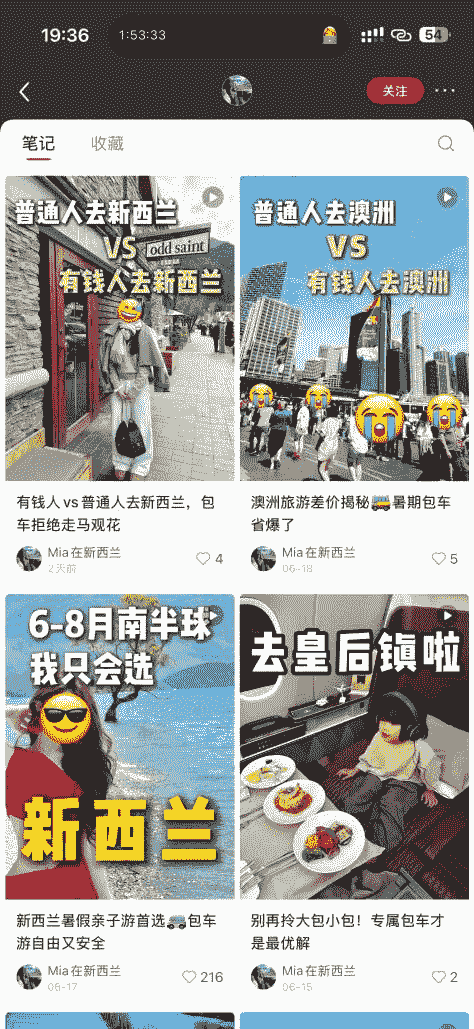 19:36
1:53:33
54
关注
笔记
收藏
普通人去新西兰
VS
odd saint
有钱人去新西兰
普通人去澳洲
VS
有钱人去澳洲
有钱人vs普通人去新西兰，包
车拒绝走马观花
Mia在新西兰
2天前
4
澳洲旅游差价揭秘🚌暑期包车
省爆了
Mia在新西兰
06-18
5
6-8月南半球
我只会选
新西兰
去皇后镇啦
新西兰暑假亲子游首选🚐包车
游自由又安全
Mia在新西兰
06-17
216
别再拎大包小包！专属包车才
是最优解
Mia在新西兰
06-15
2